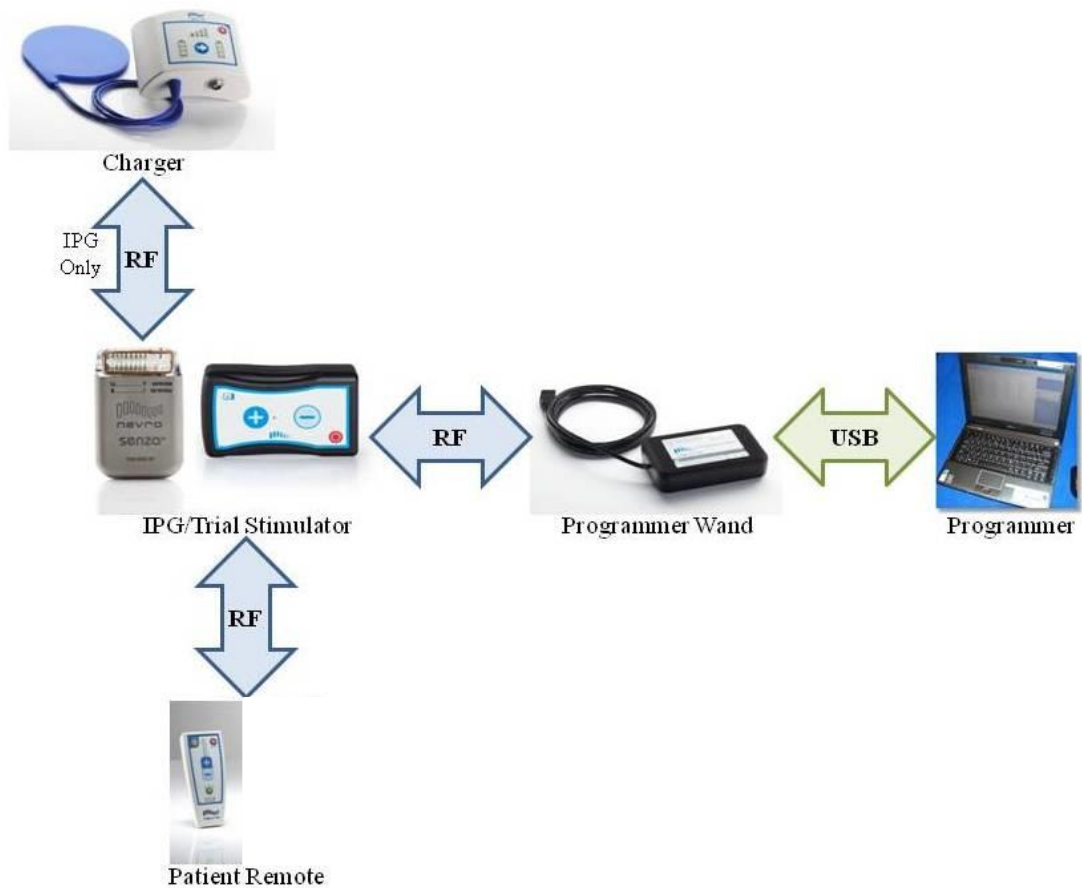 Charger
IPG
Only
RF
nevro
senza
IPG/Trial Stimulator
RF
Programmer Wand
USB
Programmer
RF
Patient Remote